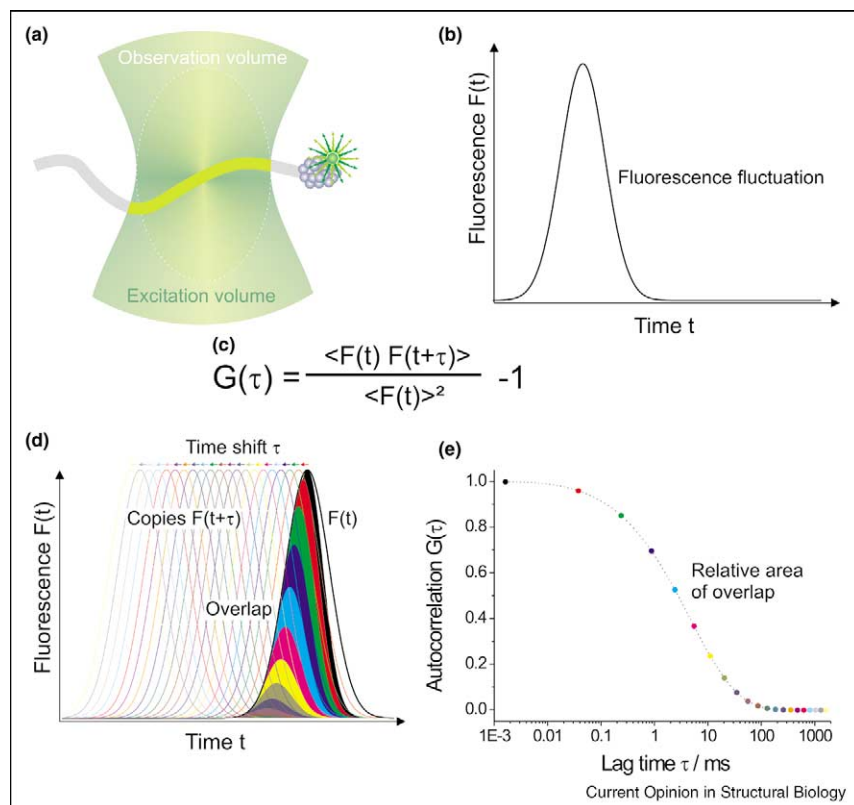 (a)
Observation volume
Excitation volume
(b)
Fluorescence F(t)
Fluorescence fluctuation
Time t
(c)
G(τ) = <F(t) F(t+τ)> / <F(t)>² -1
(d)
Time shift τ
Copies F(t+τ)
F(t)
Overlap
Fluorescence F(t)
Time t
(e)
Autocorrelation G(τ)
1.0
0.8
0.6
0.4
0.2
0.0
Relative area
of overlap
1E-3 0.01 0.1 1 10 100 1000
Lag time τ / ms
Current Opinion in Structural Biology